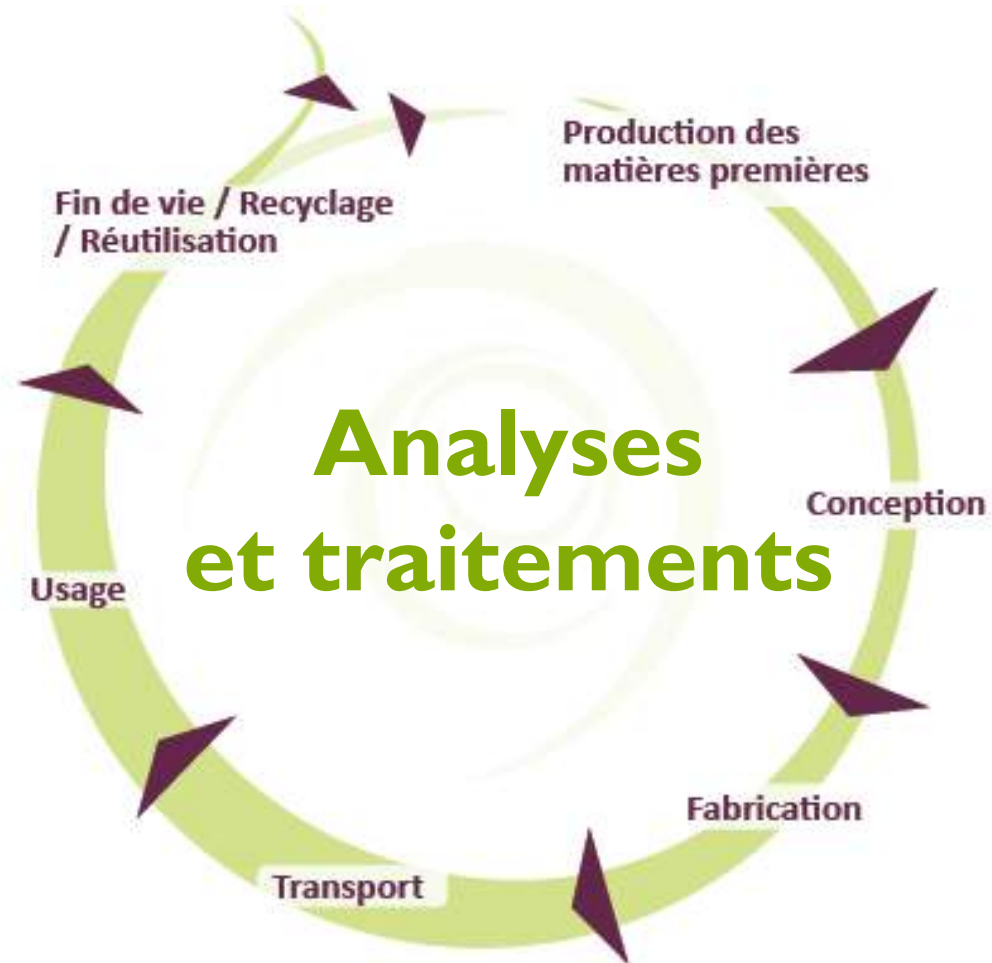 Production des
matières premières
Fin de vie / Recyclage
/ Réutilisation
Analyses
et traitements
Conception
Usage
Fabrication
Transport